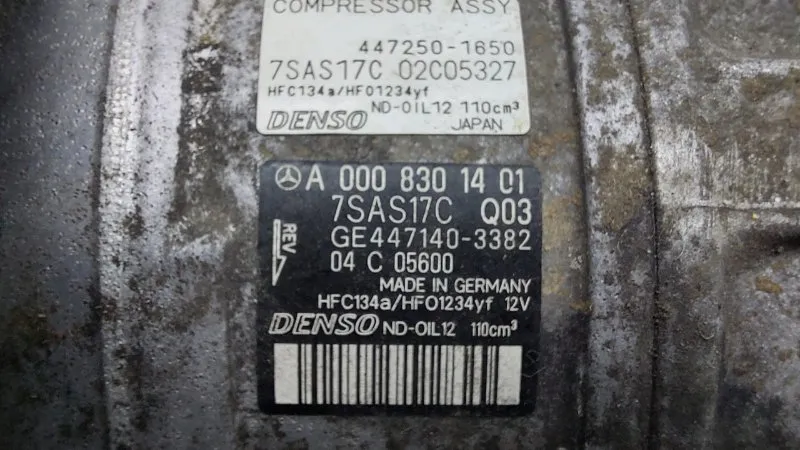 COMPRESSOR ASSY
447250-1650
7SAS17C 02C05327
HFC134a/HFO1234yf
ND-OIL12 110cm³
DENSO JAPAN
A 000 830 14 01
7SAS17C Q03
REV
GE447140-3382
04 C 05600
MADE IN GERMANY
HFC134a/HFO1234yf 12V
DENSO ND-OIL12 110cm³